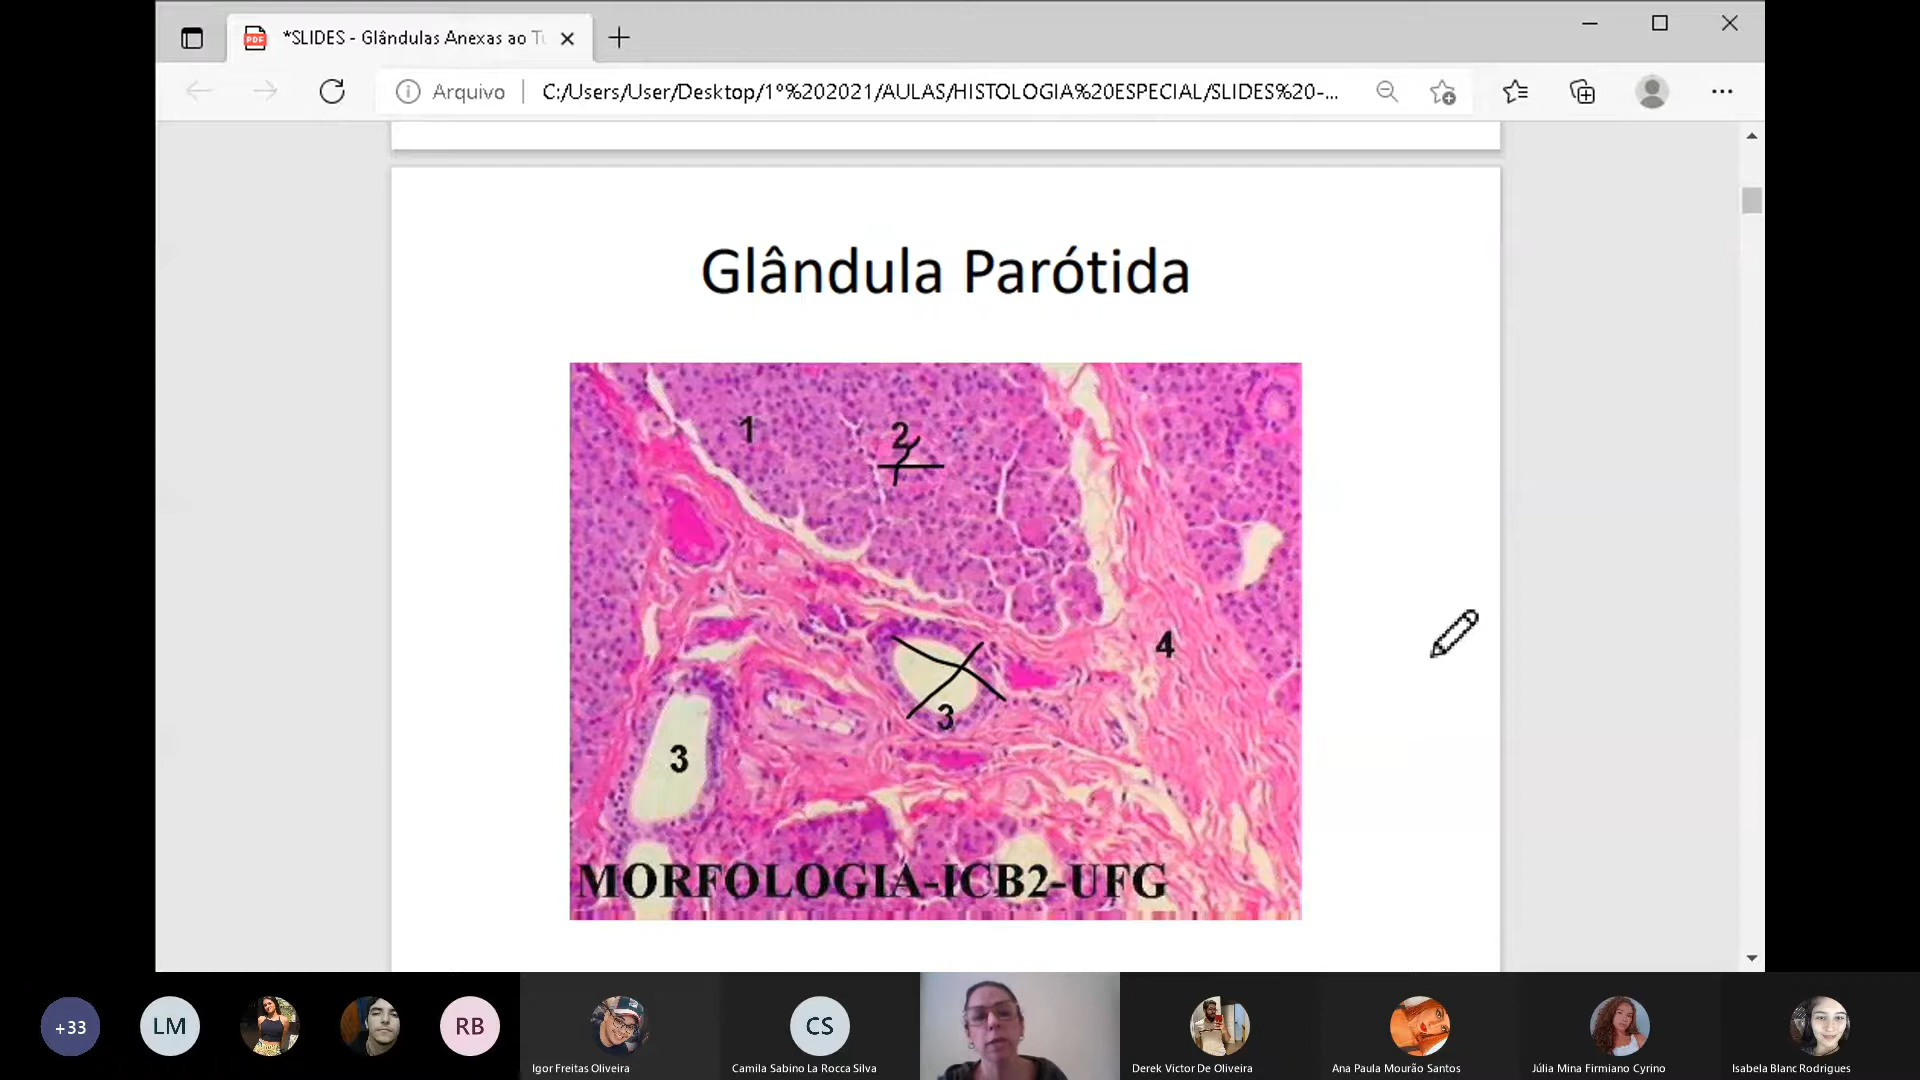 *SLIDES - Glândulas Anexas ao Tu
Arquivo
C:/Users/User/Desktop/1º%202021/AULAS/HISTOLOGIA%20ESPECIAL/SLIDES%20-...
Glândula Parótida
1
2
4
3
3
MORFOLOGIA-ICB2-UFG
+33
LM
RB
CS
Igor Freitas Oliveira
Camila Sabino La Rocca Silva
Derek Victor De Oliveira
Ana Paula Mourão Santos
Júlia Mina Firmiano Cyrino
Isabela Blanc Rodrigues